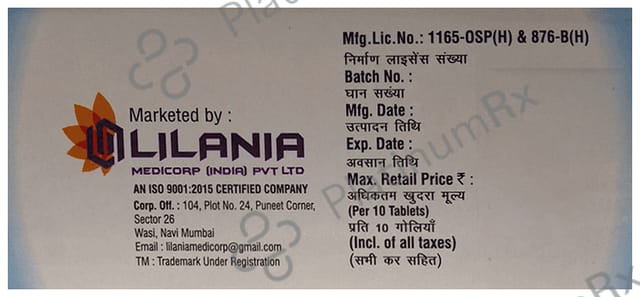 Marketed by :
LILANIA
MEDICORP (INDIA) PVT LTD
AN ISO 9001:2015 CERTIFIED COMPANY
Corp. Off. : 104, Plot No. 24, Puneet Corner,
Sector 26
Wasi, Navi Mumbai
Email : lilaniamedicorp@gmail.com
TM : Trademark Under Registration
Mfg.Lic.No.: 1165-OSP(H) & 876-B(H)
निर्माण लाइसेंस संख्या
Batch No. :
घान सख्या
Mfg. Date :
उत्पादन तिथि
Exp. Date :
अवसान तिथि
Max. Retail Price ₹ :
अधिकतम खुदरा मूल्य
(Per 10 Tablets)
प्रति 10 गोलियाँ
(Incl. of all taxes)
(सभी कर सहित)
PlatinumRx